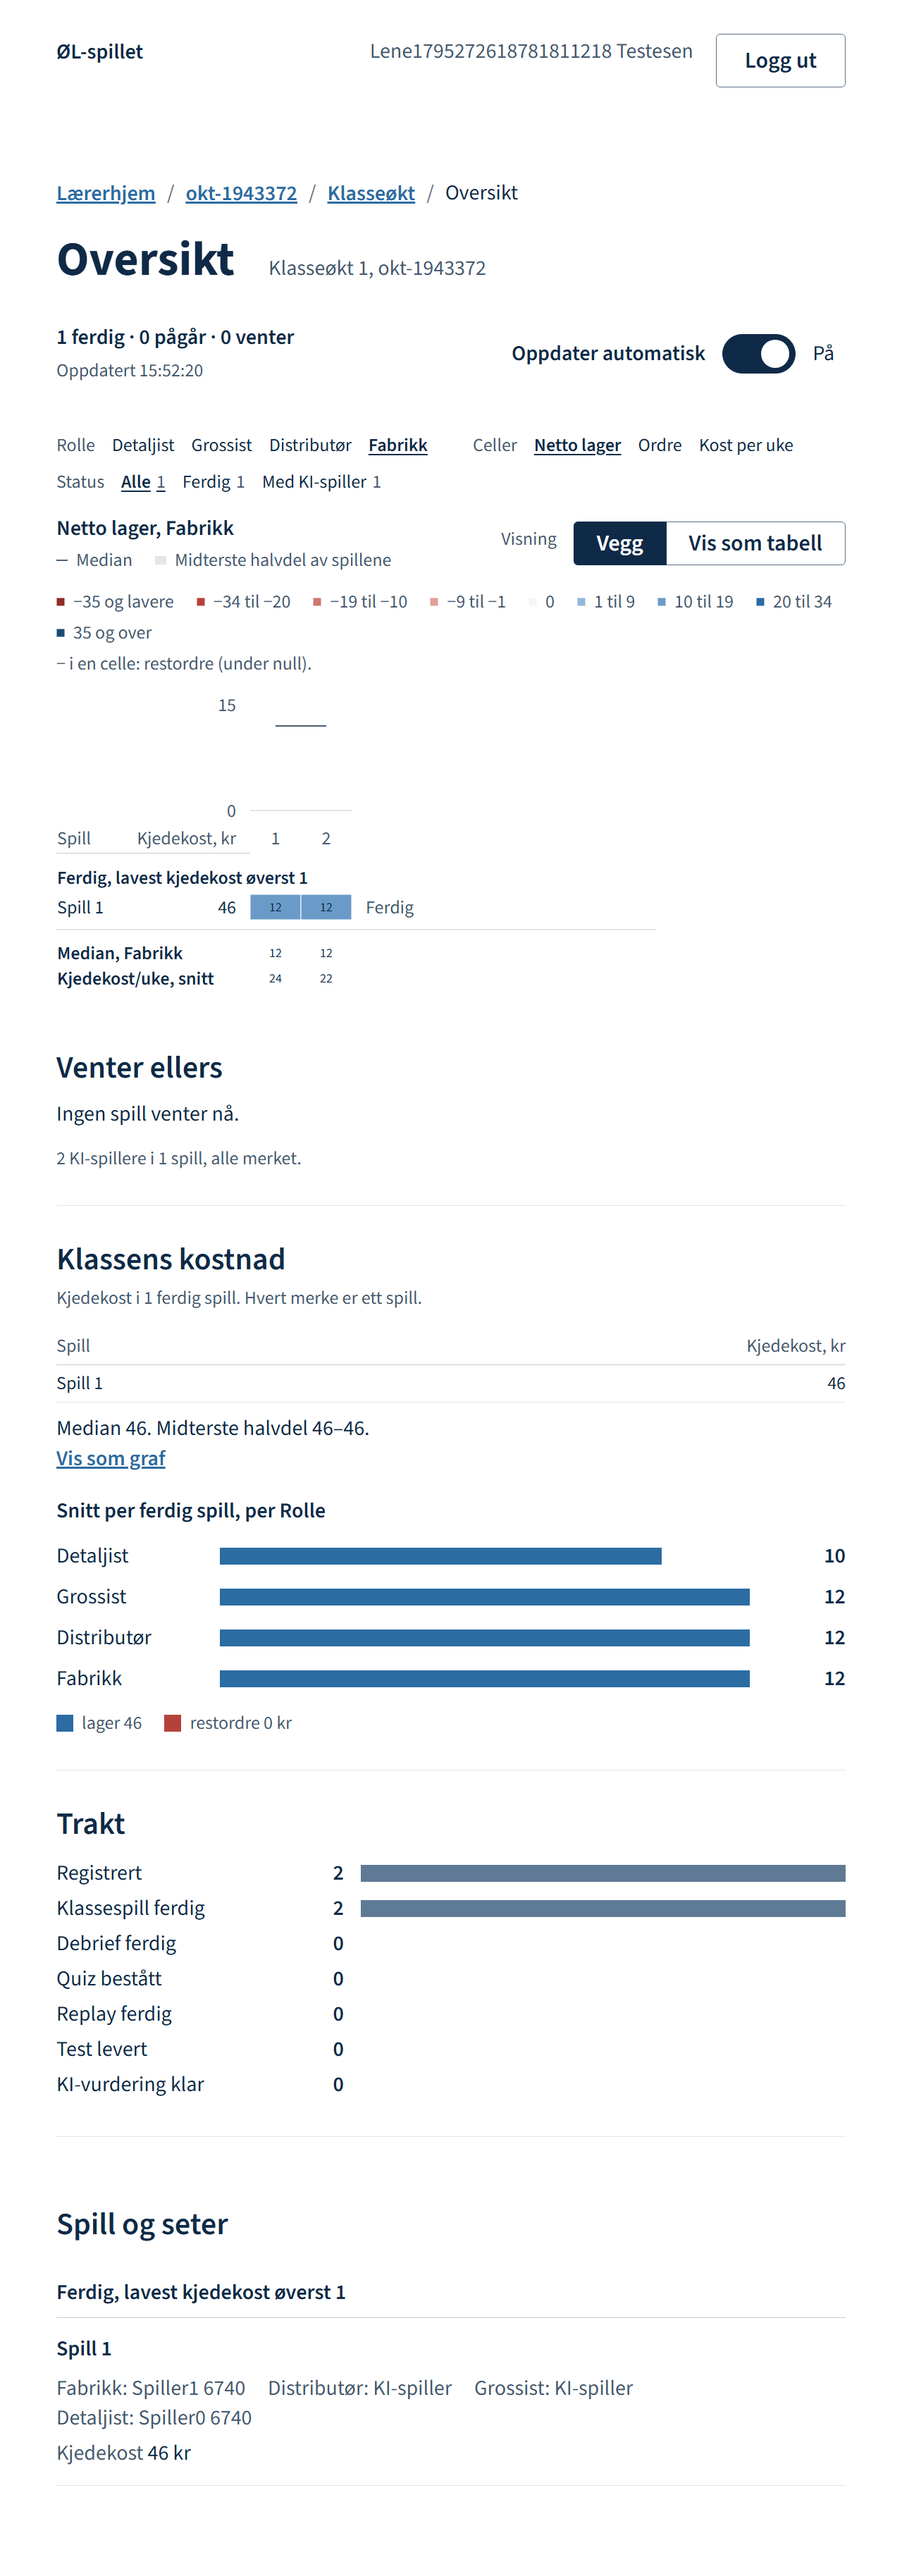 ØL-spillet
Lene1795272618781811218 Testesen
Logg ut
Lærerhjem / okt-1943372 / Klasseøkt / Oversikt
Oversikt
Klasseøkt 1, okt-1943372
1 ferdig · 0 pågår · 0 venter
Oppdatert 15:52:20
Oppdater automatisk
På
Rolle Detaljist Grossist Distributør Fabrikk
Celler Netto lager Ordre Kost per uke
Status Alle 1 Ferdig 1 Med KI-spiller 1
Netto lager, Fabrikk
Median Midterste halvdel av spillene
Visning Vegg Vis som tabell
−35 og lavere −34 til −20 −19 til −10 −9 til −1 0 1 til 9 10 til 19 20 til 34
35 og over
− i en celle: restordre (under null).
15
0
Spill Kjedekost, kr 1 2
Ferdig, lavest kjedekost øverst 1
Spill 1 46 12 12 Ferdig
Median, Fabrikk 12 12
Kjedekost/uke, snitt 24 22
Venter ellers
Ingen spill venter nå.
2 KI-spillere i 1 spill, alle merket.
Klassens kostnad
Kjedekost i 1 ferdig spill. Hvert merke er ett spill.
Spill Kjedekost, kr
Spill 1 46
Median 46. Midterste halvdel 46–46.
Vis som graf
Snitt per ferdig spill, per Rolle
Detaljist 10
Grossist 12
Distributør 12
Fabrikk 12
lager 46 restordre 0 kr
Trakt
Registrert 2
Klassespill ferdig 2
Debrief ferdig 0
Quiz bestått 0
Replay ferdig 0
Test levert 0
KI-vurdering klar 0
Spill og seter
Ferdig, lavest kjedekost øverst 1
Spill 1
Fabrikk: Spiller1 6740 Distributør: KI-spiller Grossist: KI-spiller
Detaljist: Spiller0 6740
Kjedekost 46 kr